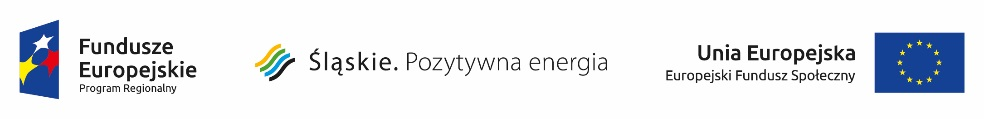 Fundusze
Europejskie
Program Regionalny
Śląskie. Pozytywna energia
Unia Europejska
Europejski Fundusz Społeczny